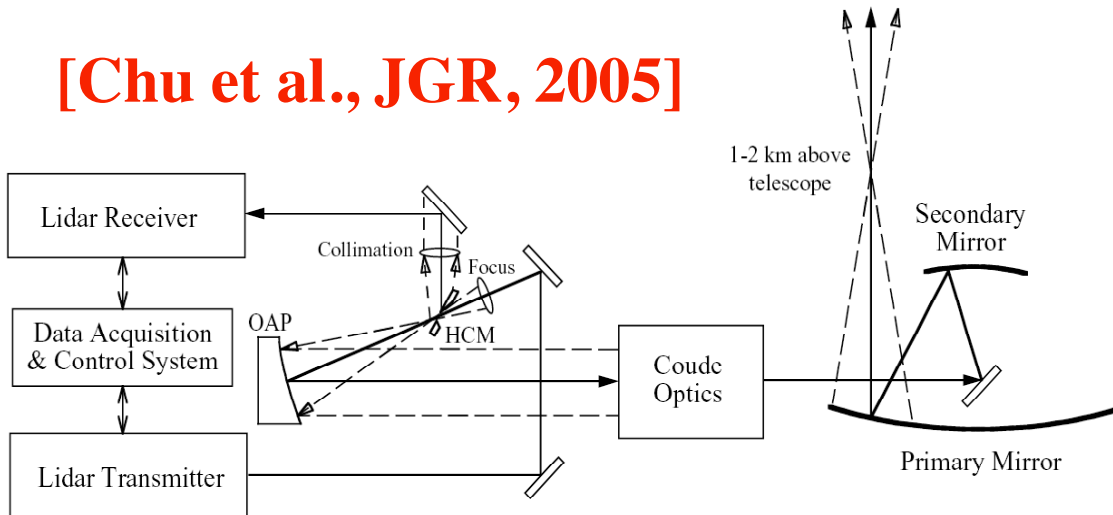 [Chu et al., JGR, 2005]
1-2 km above
telescope
Lidar Receiver
Secondary
Mirror
Collimation
Focus
OAP
HCM
Data Acquisition
& Control System
Coude
Optics
Lidar Transmitter
Primary Mirror